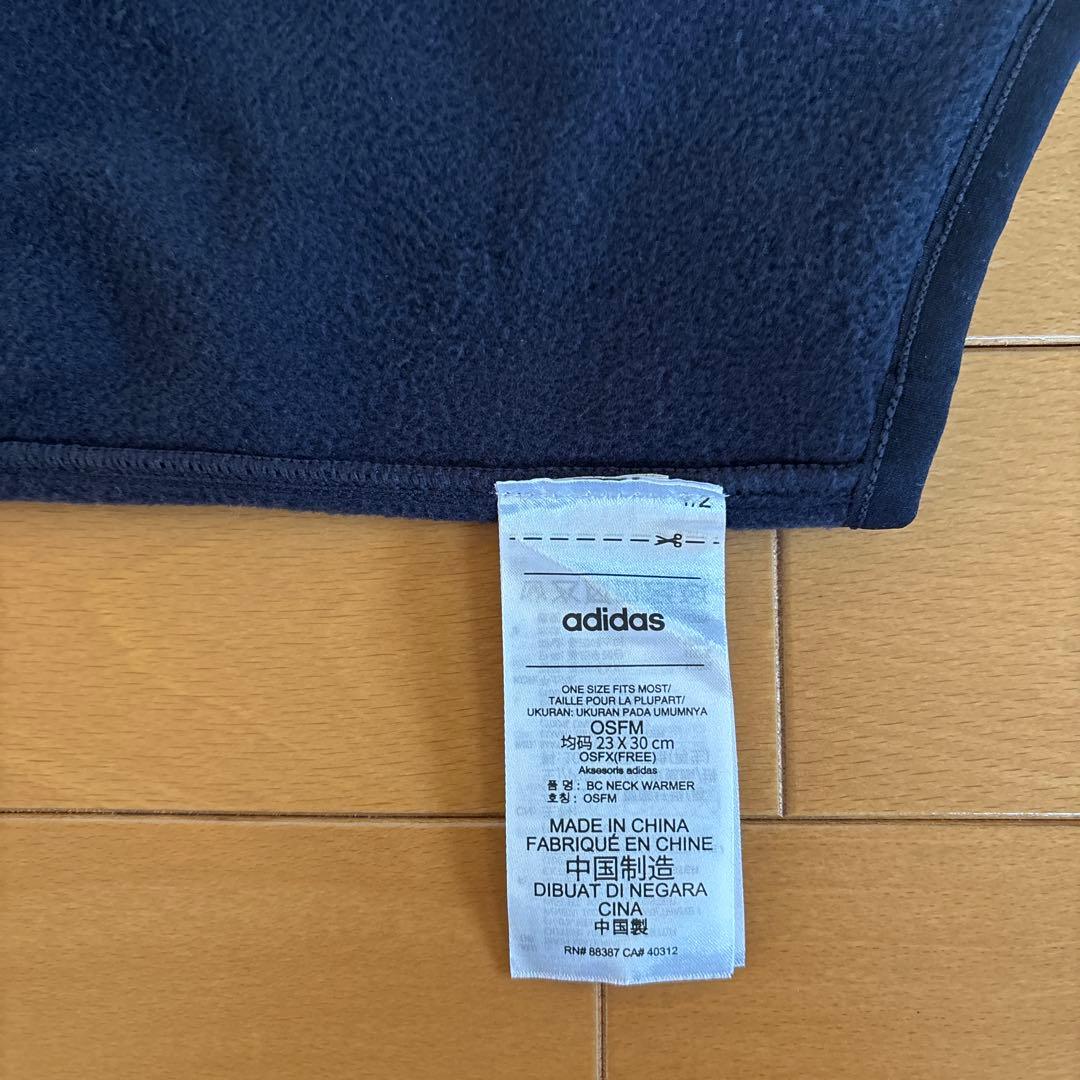 1/2
adidas
ONE SIZE FITS MOST/
TAILLE POUR LA PLUPART/
UKURAN: UKURAN PADA UMUMNYA
OSFM
均码 23 X 30 cm
OSFX(FREE)
Aksesoris adidas
품 명 : BC NECK WARMER
호칭 : OSFM
MADE IN CHINA
FABRIQUÉ EN CHINE
中国制造
DIBUAT DI NEGARA
CINA
中国製
RN# 88387 CA# 40312